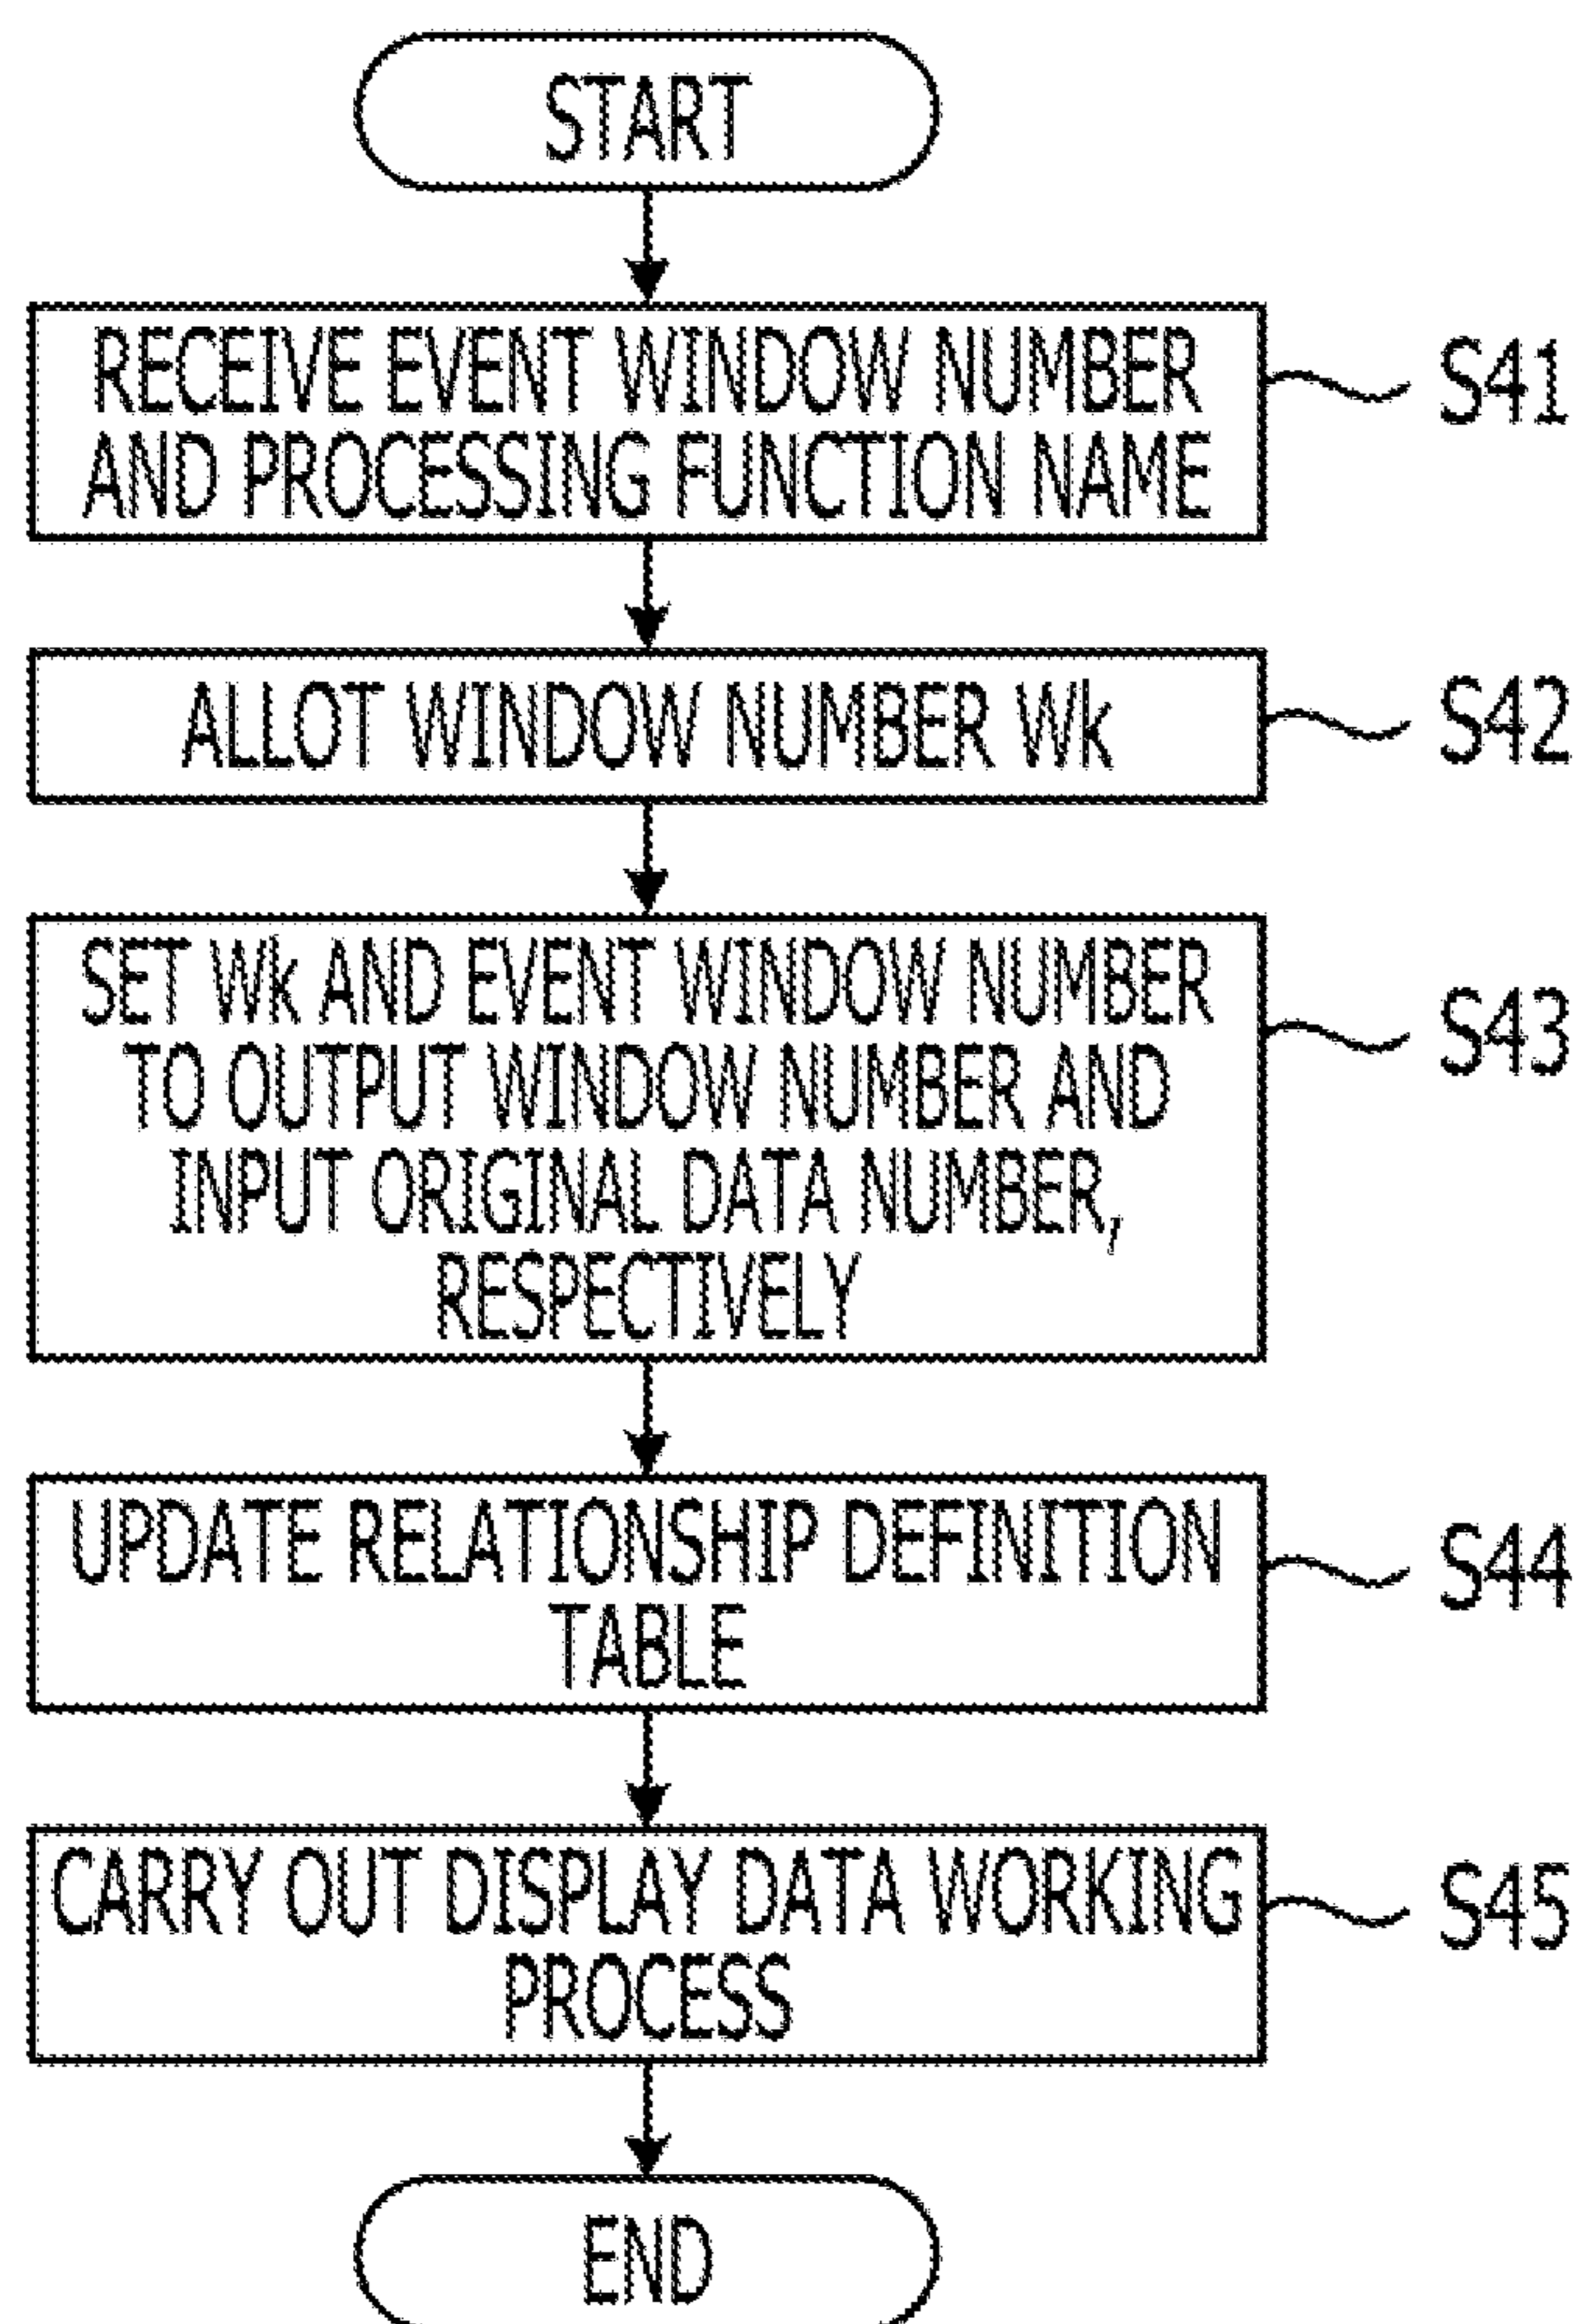 START
RECEIVE EVENT WINDOW NUMBER
AND PROCESSING FUNCTION NAME
S41
ALLOT WINDOW NUMBER Wk
S42
SET Wk AND EVENT WINDOW NUMBER
TO OUTPUT WINDOW NUMBER AND
INPUT ORIGINAL DATA NUMBER,
RESPECTIVELY
S43
UPDATE RELATIONSHIP DEFINITION
TABLE
S44
CARRY OUT DISPLAY DATA WORKING
PROCESS
S45
END